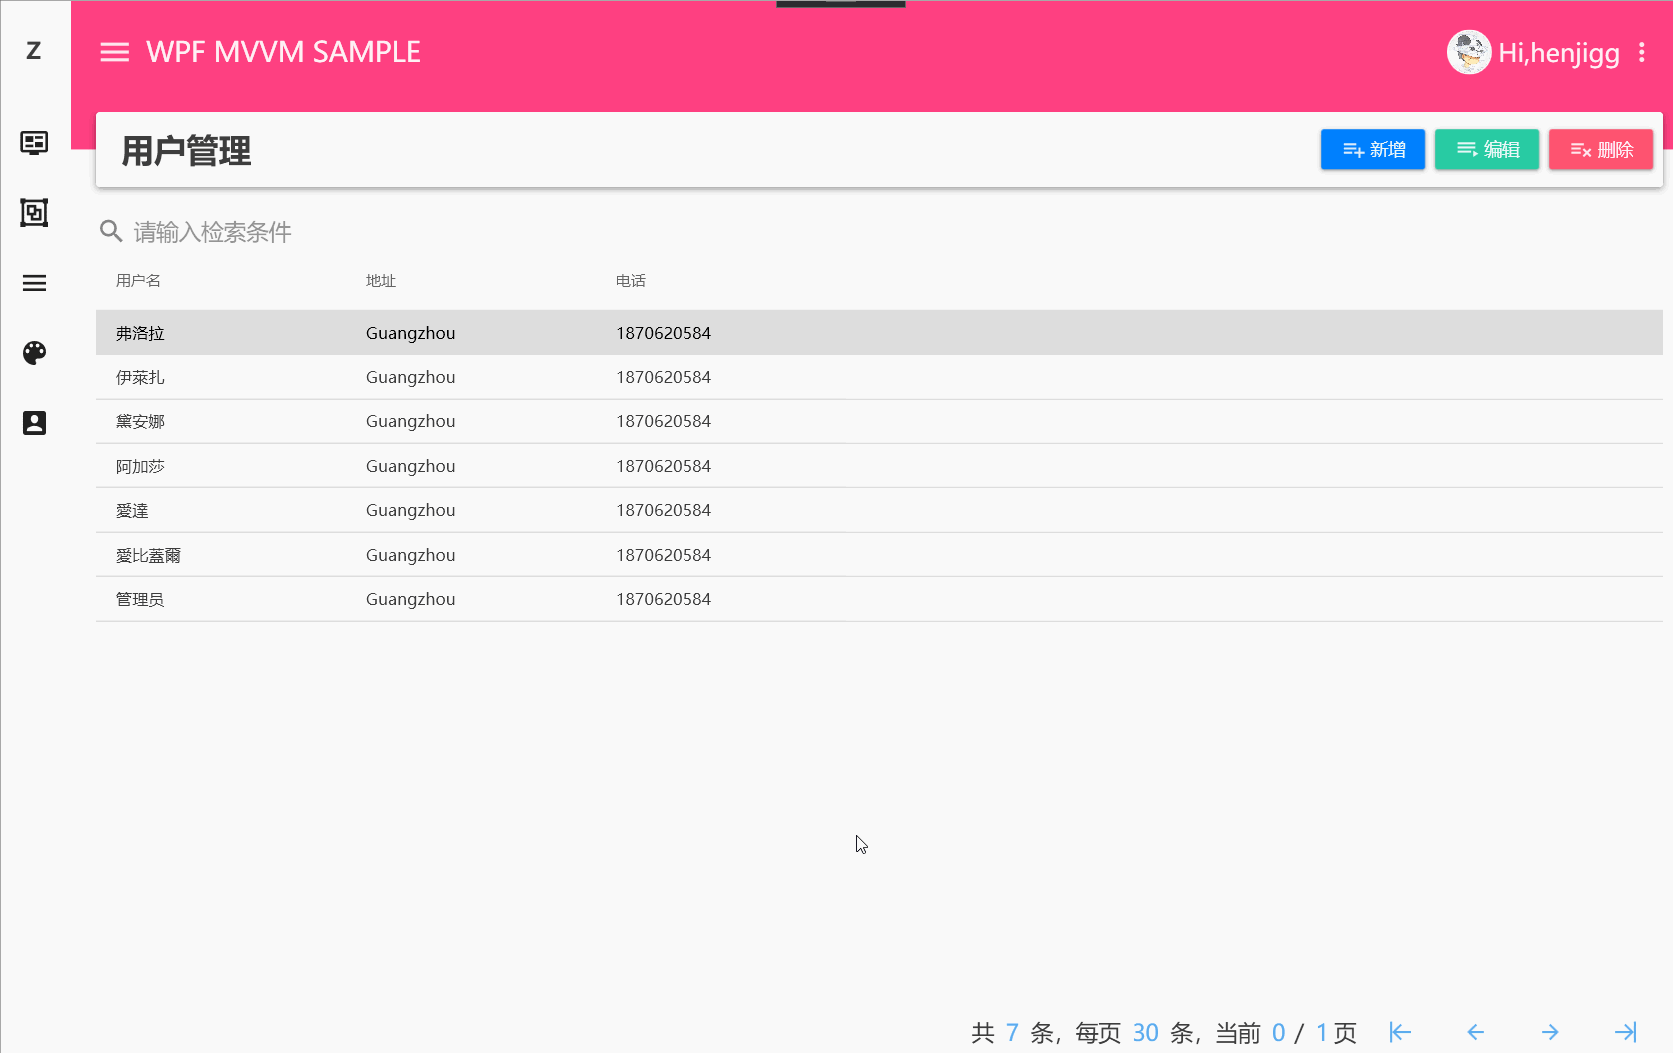 Z
WPF MVVM SAMPLE
Hi,henjigg
用户管理
新增 编辑 删除
请输入检索条件
用户名 地址 电话
弗洛拉 Guangzhou 1870620584
伊萊扎 Guangzhou 1870620584
黛安娜 Guangzhou 1870620584
阿加莎 Guangzhou 1870620584
愛達 Guangzhou 1870620584
愛比蓋爾 Guangzhou 1870620584
管理员 Guangzhou 1870620584
共 7 条, 每页 30 条, 当前 0 / 1 页